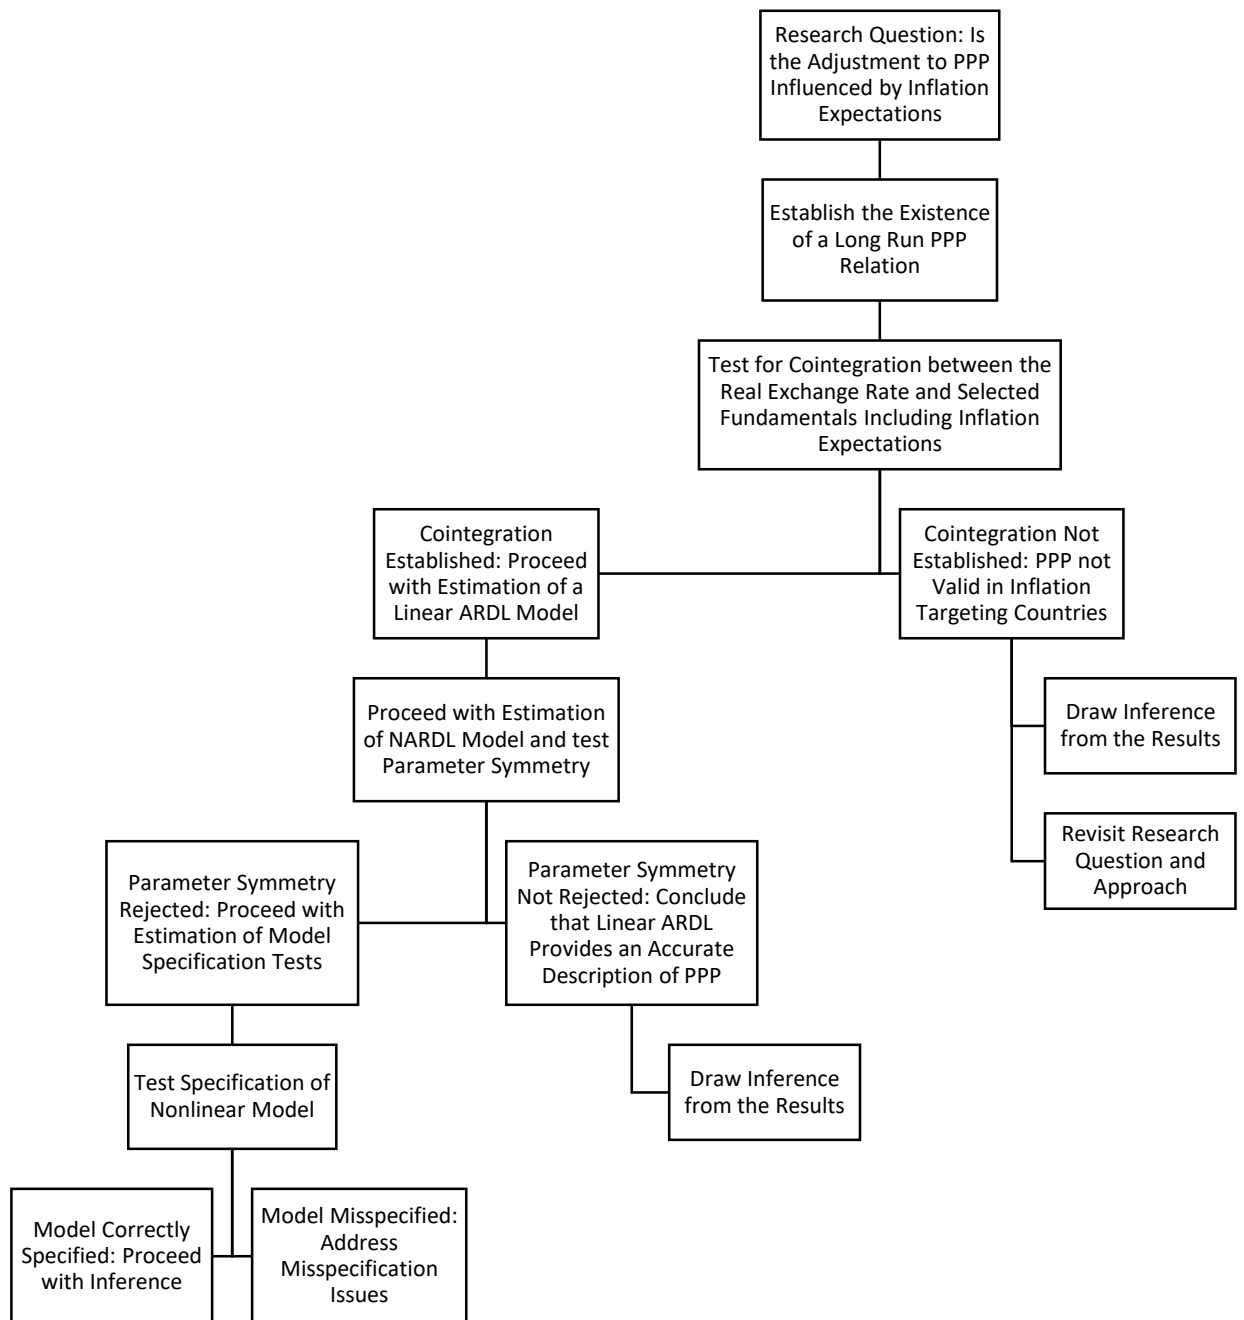 Research Question: Is
the Adjustment to PPP
Influenced by Inflation
Expectations
Establish the Existence
of a Long Run PPP
Relation
Test for Cointegration between the
Real Exchange Rate and Selected
Fundamentals Including Inflation
Expectations
Cointegration
Established: Proceed
with Estimation of a
Linear ARDL Model
Cointegration Not
Established: PPP not
Valid in Inflation
Targeting Countries
Proceed with Estimation
of NARDL Model and test
Parameter Symmetry
Draw Inference
from the Results
Revisit Research
Question and
Approach
Parameter Symmetry
Rejected: Proceed with
Estimation of Model
Specification Tests
Parameter Symmetry
Not Rejected: Conclude
that Linear ARDL
Provides an Accurate
Description of PPP
Test Specification of
Nonlinear Model
Draw Inference
from the Results
Model Correctly
Specified: Proceed
with Inference
Model Misspecified:
Address
Misspecification
Issues